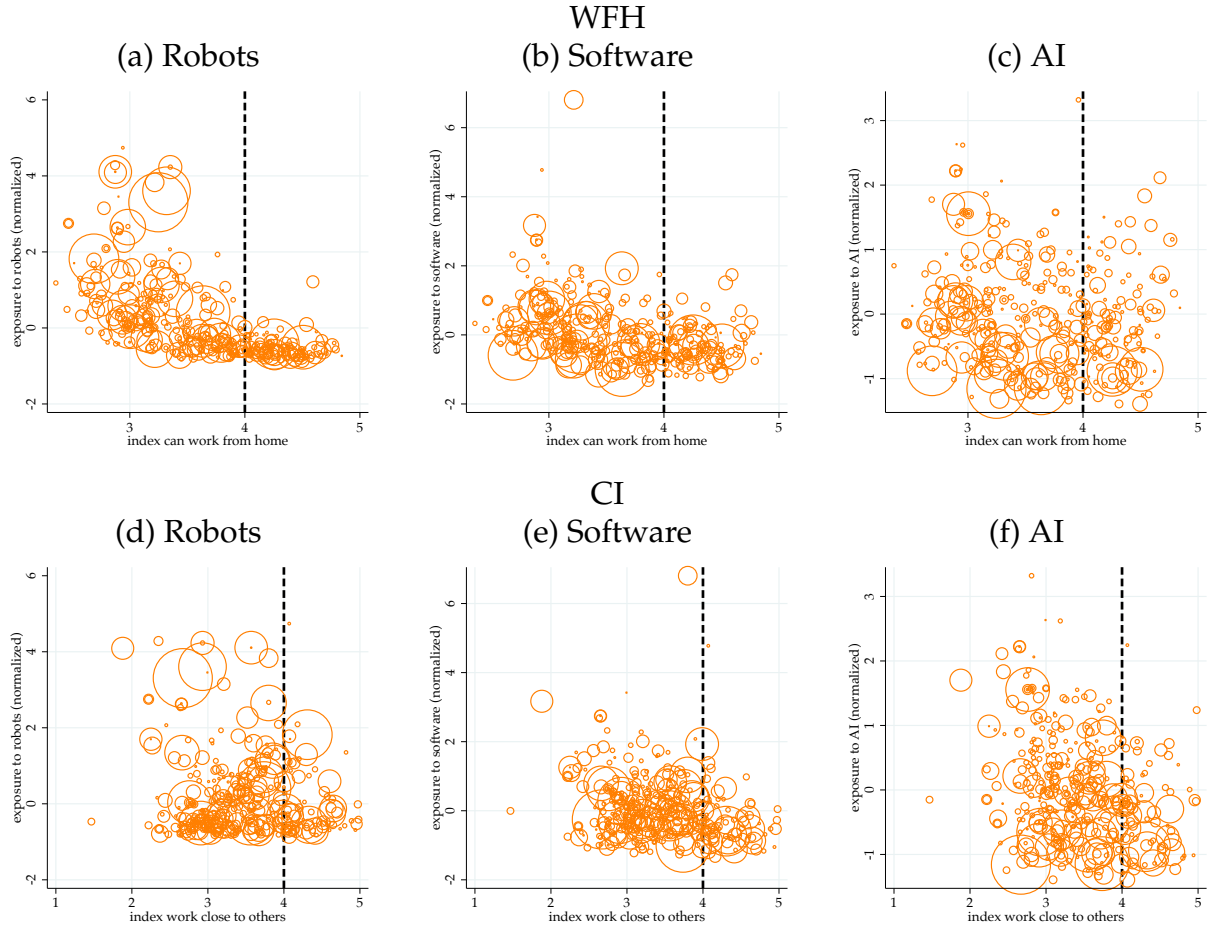 WFH
(a) Robots
(b) Software
(c) AI
exposure to robots (normalized)
6
4
2
0
-2
3
4
5
index can work from home
exposure to software (normalized)
6
4
2
0
-2
3
4
5
index can work from home
exposure to AI (normalized)
3
2
1
0
-1
3
4
5
index can work from home
CI
(d) Robots
(e) Software
(f) AI
exposure to robots (normalized)
6
4
2
0
-2
1
2
3
4
5
index work close to others
exposure to software (normalized)
6
4
2
0
-2
1
2
3
4
5
index work close to others
exposure to AI (normalized)
3
2
1
0
-1
1
2
3
4
5
index work close to others